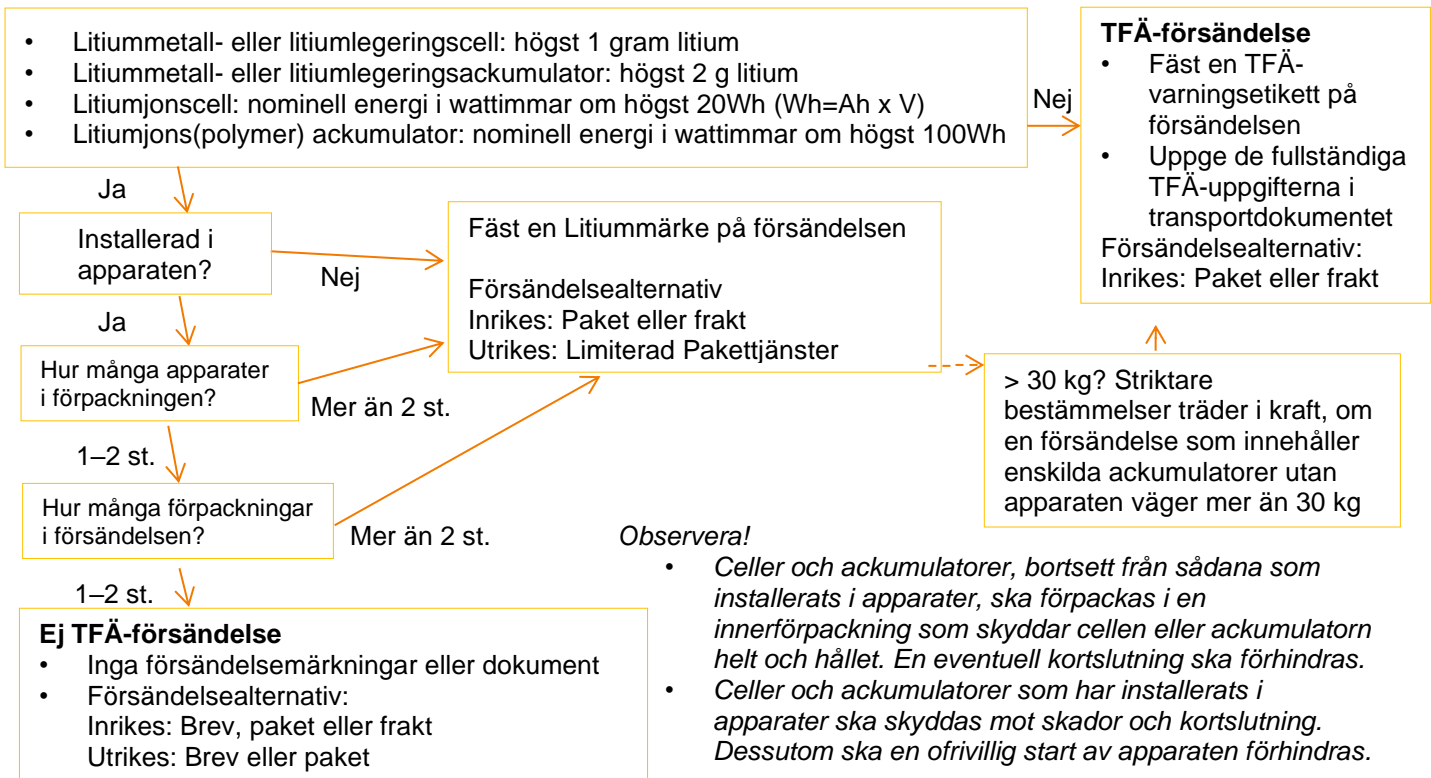 • Litiummetall- eller litiumlegeringscell: högst 1 gram litium
• Litiummetall- eller litiumlegeringsackumulator: högst 2 g litium
• Litiumjonscell: nominell energi i wattimmar om högst 20Wh (Wh=Ah x V)
• Litiumjons(polymer) ackumulator: nominell energi i wattimmar om högst 100Wh
Nej
TFÄ-försändelse
• Fäst en TFÄ-
varningsetikett på
försändelsen
• Uppge de fullständiga
TFÄ-uppgifterna i
transportdokumentet
Försändelsealternativ:
Inrikes: Paket eller frakt
Ja
Installerad i
apparaten?
Nej
Fäst en Litiummärke på försändelsen
Försändelsealternativ
Inrikes: Paket eller frakt
Utrikes: Limiterad Pakettjänster
Ja
Hur många apparater
i förpackningen?
Mer än 2 st.
> 30 kg? Striktare
bestämmelser träder i kraft, om
en försändelse som innehåller
enskilda ackumulatorer utan
apparaten väger mer än 30 kg
1–2 st.
Hur många förpackningar
i försändelsen?
Mer än 2 st.
1–2 st.
Ej TFÄ-försändelse
• Inga försändelsemärkningar eller dokument
• Försändelsealternativ:
Inrikes: Brev, paket eller frakt
Utrikes: Brev eller paket
Observera!
• Celler och ackumulatorer, bortsett från sådana som
installerats i apparater, ska förpackas i en
innerförpackning som skyddar cellen eller ackumulatorn
helt och hållet. En eventuell kortslutning ska förhindras.
• Celler och ackumulatorer som har installerats i
apparater ska skyddas mot skador och kortslutning.
Dessutom ska en ofrivillig start av apparaten förhindras.